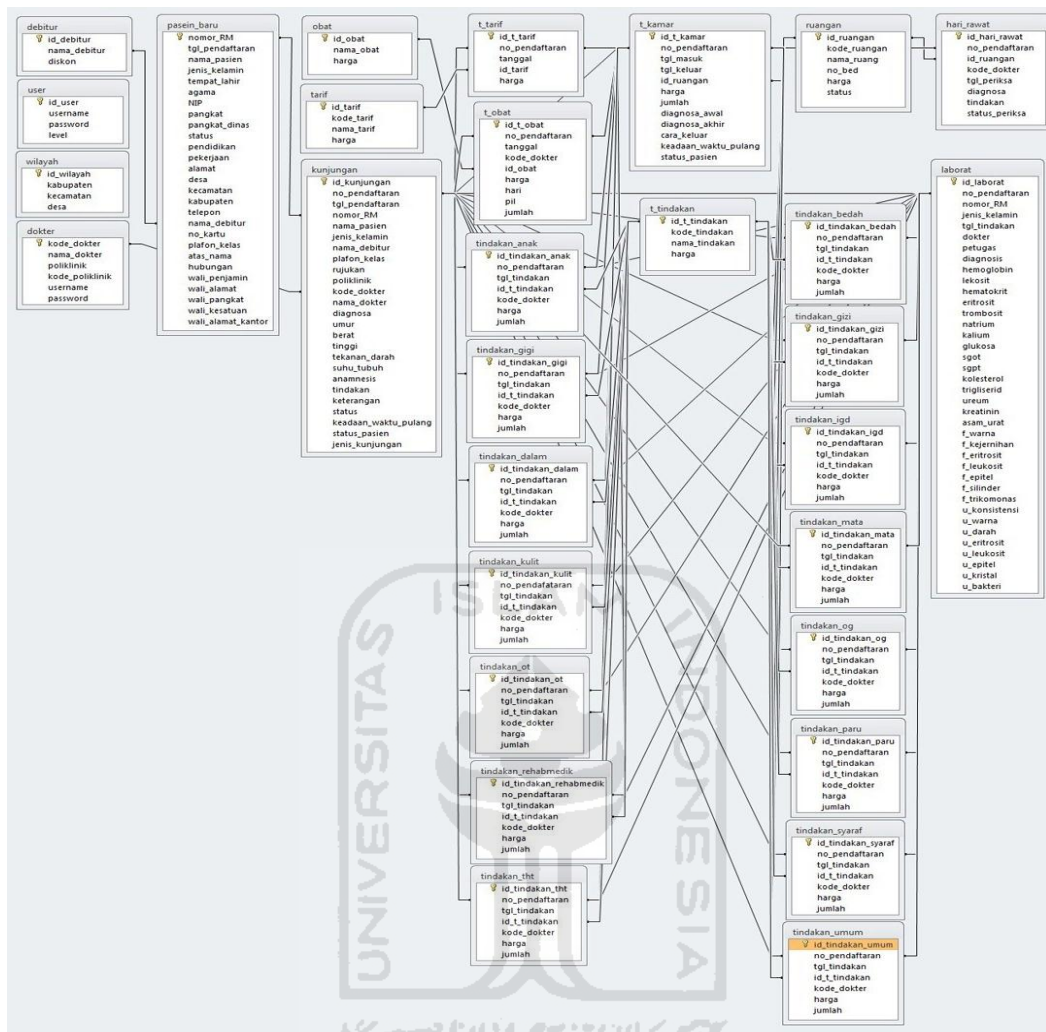 debitur
id_debitur
nama_debitur
diskon
user
id_user
username
password
level
wilayah
id_wilayah
kabupaten
kecamatan
desa
dokter
kode_dokter
nama_dokter
poliklinik
kode_poliklinik
username
password
pasein_baru
nomor_RM
tgl_pendaftaran
nama_pasien
jenis_kelamin
tempat_lahir
agama
NIP
pangkat
pangkat_dinas
status
pendidikan
pekerjaan
alamat
desa
kecamatan
kabupaten
telepon
nama_debitur
no_kartu
plafon_kelas
atas_nama
hubungan
wali_penjamin
wali_alamat
wali_pangkat
wali_kesatuan
wali_alamat_kantor
obat
id_obat
nama_obat
harga
tarif
id_tarif
kode_tarif
nama_tarif
harga
kunjungan
id_kunjungan
no_pendaftaran
tgl_pendaftaran
nomor_RM
nama_pasien
jenis_kelamin
nama_debitur
plafon_kelas
rujukan
poliklinik
kode_dokter
nama_dokter
diagnosa
umur
berat
tinggi
tekanan_darah
suhu_tubuh
anamnesis
tindakan
keterangan
status
keadaan_waktu_pulang
status_pasien
jenis_kunjungan
t_tarif
id_t_tarif
no_pendaftaran
tanggal
id_tarif
harga
t_obat
id_t_obat
no_pendaftaran
tanggal
kode_dokter
id_obat
harga
hari
pil
jumlah
tindakan_anak
id_tindakan_anak
no_pendaftaran
tgl_tindakan
id_t_tindakan
kode_dokter
harga
jumlah
tindakan_gigi
id_tindakan_gigi
no_pendaftaran
tgl_tindakan
id_t_tindakan
kode_dokter
harga
jumlah
tindakan_dalam
id_tindakan_dalam
no_pendaftaran
tgl_tindakan
id_t_tindakan
kode_dokter
harga
jumlah
tindakan_kulit
id_tindakan_kulit
no_pendafataran
tgl_tindakan
id_t_tindakan
kode_dokter
harga
jumlah
tindakan_ot
id_tindakan_ot
no_pendaftaran
tgl_tindakan
id_t_tindakan
kode_dokter
harga
jumlah
tindakan_rehabmedik
id_tindakan_rehabmedik
no_pendaftaran
tgl_tindakan
id_t_tindakan
kode_dokter
harga
jumlah
tindakan_tht
id_tindakan_tht
no_pendaftaran
tgl_tindakan
id_t_tindakan
kode_dokter
harga
jumlah
t_kamar
id_t_kamar
no_pendaftaran
tgl_masuk
tgl_keluar
id_ruangan
harga
jumlah
diagnosa_awal
diagnosa_akhir
cara_keluar
keadaan_waktu_pulang
status_pasien
t_tindakan
id_t_tindakan
kode_tindakan
nama_tindakan
harga
ruangan
id_ruangan
kode_ruangan
nama_ruang
no_bed
harga
status
hari_rawat
id_hari_rawat
no_pendaftaran
id_ruangan
kode_dokter
tgl_periksa
diagnosa
tindakan
status_periksa
tindakan_bedah
id_tindakan_bedah
no_pendaftaran
tgl_tindakan
id_t_tindakan
kode_dokter
harga
jumlah
tindakan_gizi
id_tindakan_gizi
no_pendaftaran
tgl_tindakan
id_t_tindakan
kode_dokter
harga
jumlah
tindakan_igd
id_tindakan_igd
no_pendaftaran
tgl_tindakan
id_t_tindakan
kode_dokter
harga
jumlah
tindakan_mata
id_tindakan_mata
no_pendaftaran
tgl_tindakan
id_t_tindakan
kode_dokter
harga
jumlah
tindakan_og
id_tindakan_og
no_pendaftaran
tgl_tindakan
id_t_tindakan
kode_dokter
harga
jumlah
tindakan_paru
id_tindakan_paru
no_pendaftaran
tgl_tindakan
id_t_tindakan
kode_dokter
harga
jumlah
tindakan_syaraf
id_tindakan_syaraf
no_pendaftaran
tgl_tindakan
id_t_tindakan
kode_dokter
harga
jumlah
tindakan_umum
id_tindakan_umum
no_pendaftaran
tgl_tindakan
id_t_tindakan
kode_dokter
harga
jumlah
laborat
id_laborat
no_pendaftaran
nomor_RM
jenis_kelamin
tgl_tindakan
dokter
petugas
diagnosis
hemoglobin
lekosit
hematokrit
eritrosit
trombosit
natrium
kalium
glukosa
sgot
sgpt
kolesterol
trigliserid
ureum
kreatinin
asam_urat
f_warna
f_kejernihan
f_eritrosit
f_leukosit
f_epitel
f_silinder
f_trikomonas
u_konsistensi
u_warna
u_darah
u_eritrosit
u_leukosit
u_epitel
u_kristal
u_bakteri
UNIVERSITAS
ISLAM
INDONESIA